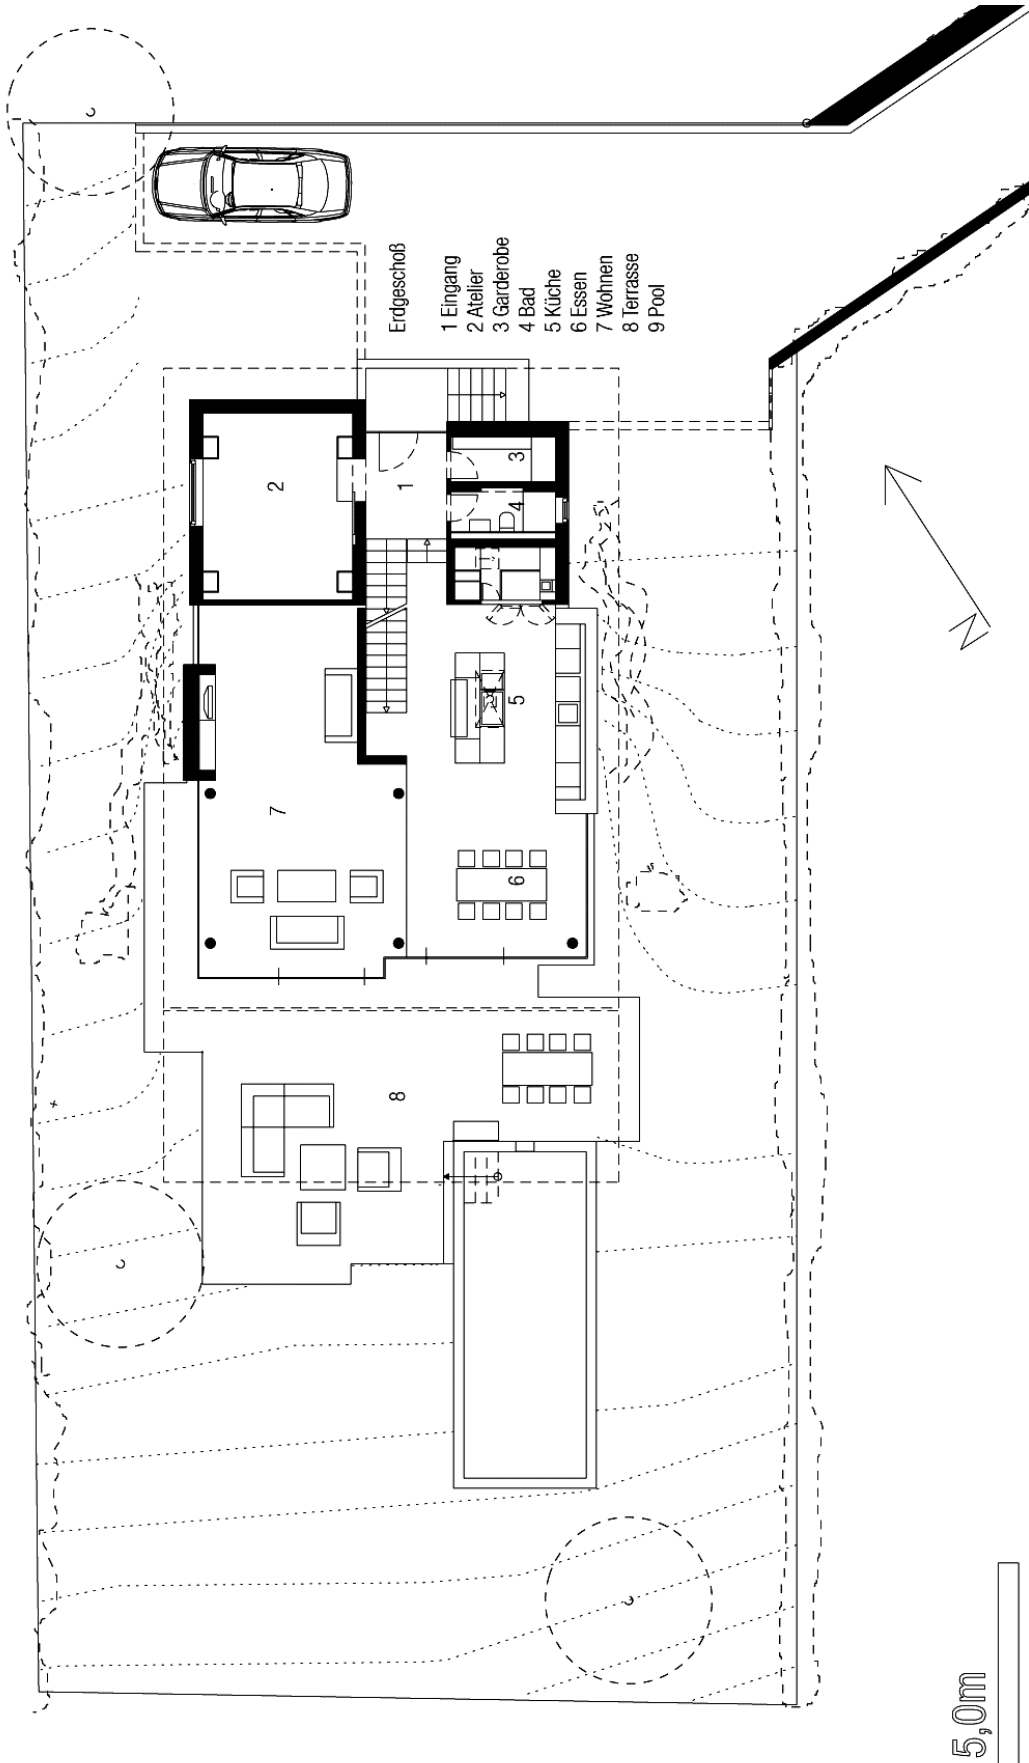 Erdgeschoß
1 Eingang
2 Atelier
3 Garderobe
4 Bad
5 Küche
6 Essen
7 Wohnen
8 Terrasse
9 Pool
2
1
3
4
7
5
6
8
N
5,0m